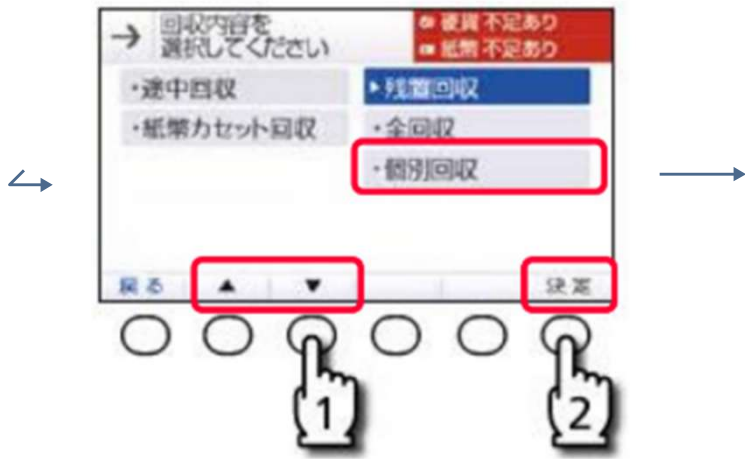 → 回収内容を
選択してください
硬貨 不足あり
紙幣 不足あり
・途中回収
・紙幣カセット回収
▸残置回収
・全回収
・個別回収
戻る ▲ ▼ 決定
1 2